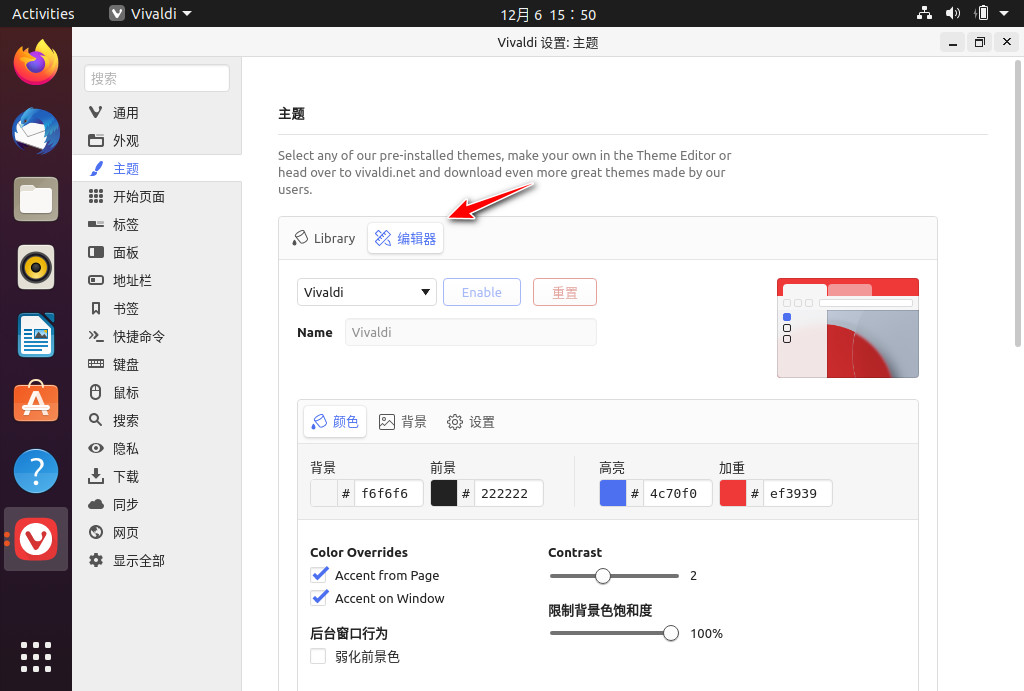 Activities Vivaldi 12月 6 15：50
Vivaldi 设置: 主题
搜索
通用
外观
主题
开始页面
标签
面板
地址栏
书签
快捷命令
键盘
鼠标
搜索
隐私
下载
同步
网页
显示全部
主题
Select any of our pre-installed themes, make your own in the Theme Editor or
head over to vivaldi.net and download even more great themes made by our
users.
Library 编辑器
Vivaldi Enable 重置
Name Vivaldi
颜色 背景 设置
背景 前景 高亮 加重
# f6f6f6 # 222222 # 4c70f0 # ef3939
Color Overrides
Accent from Page
Accent on Window
后台窗口行为
弱化前景色
Contrast
2
限制背景色饱和度
100%